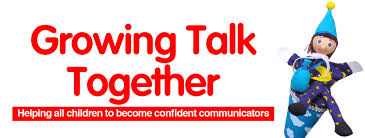 Growing Talk
Together
Helping all children to become confident communicators